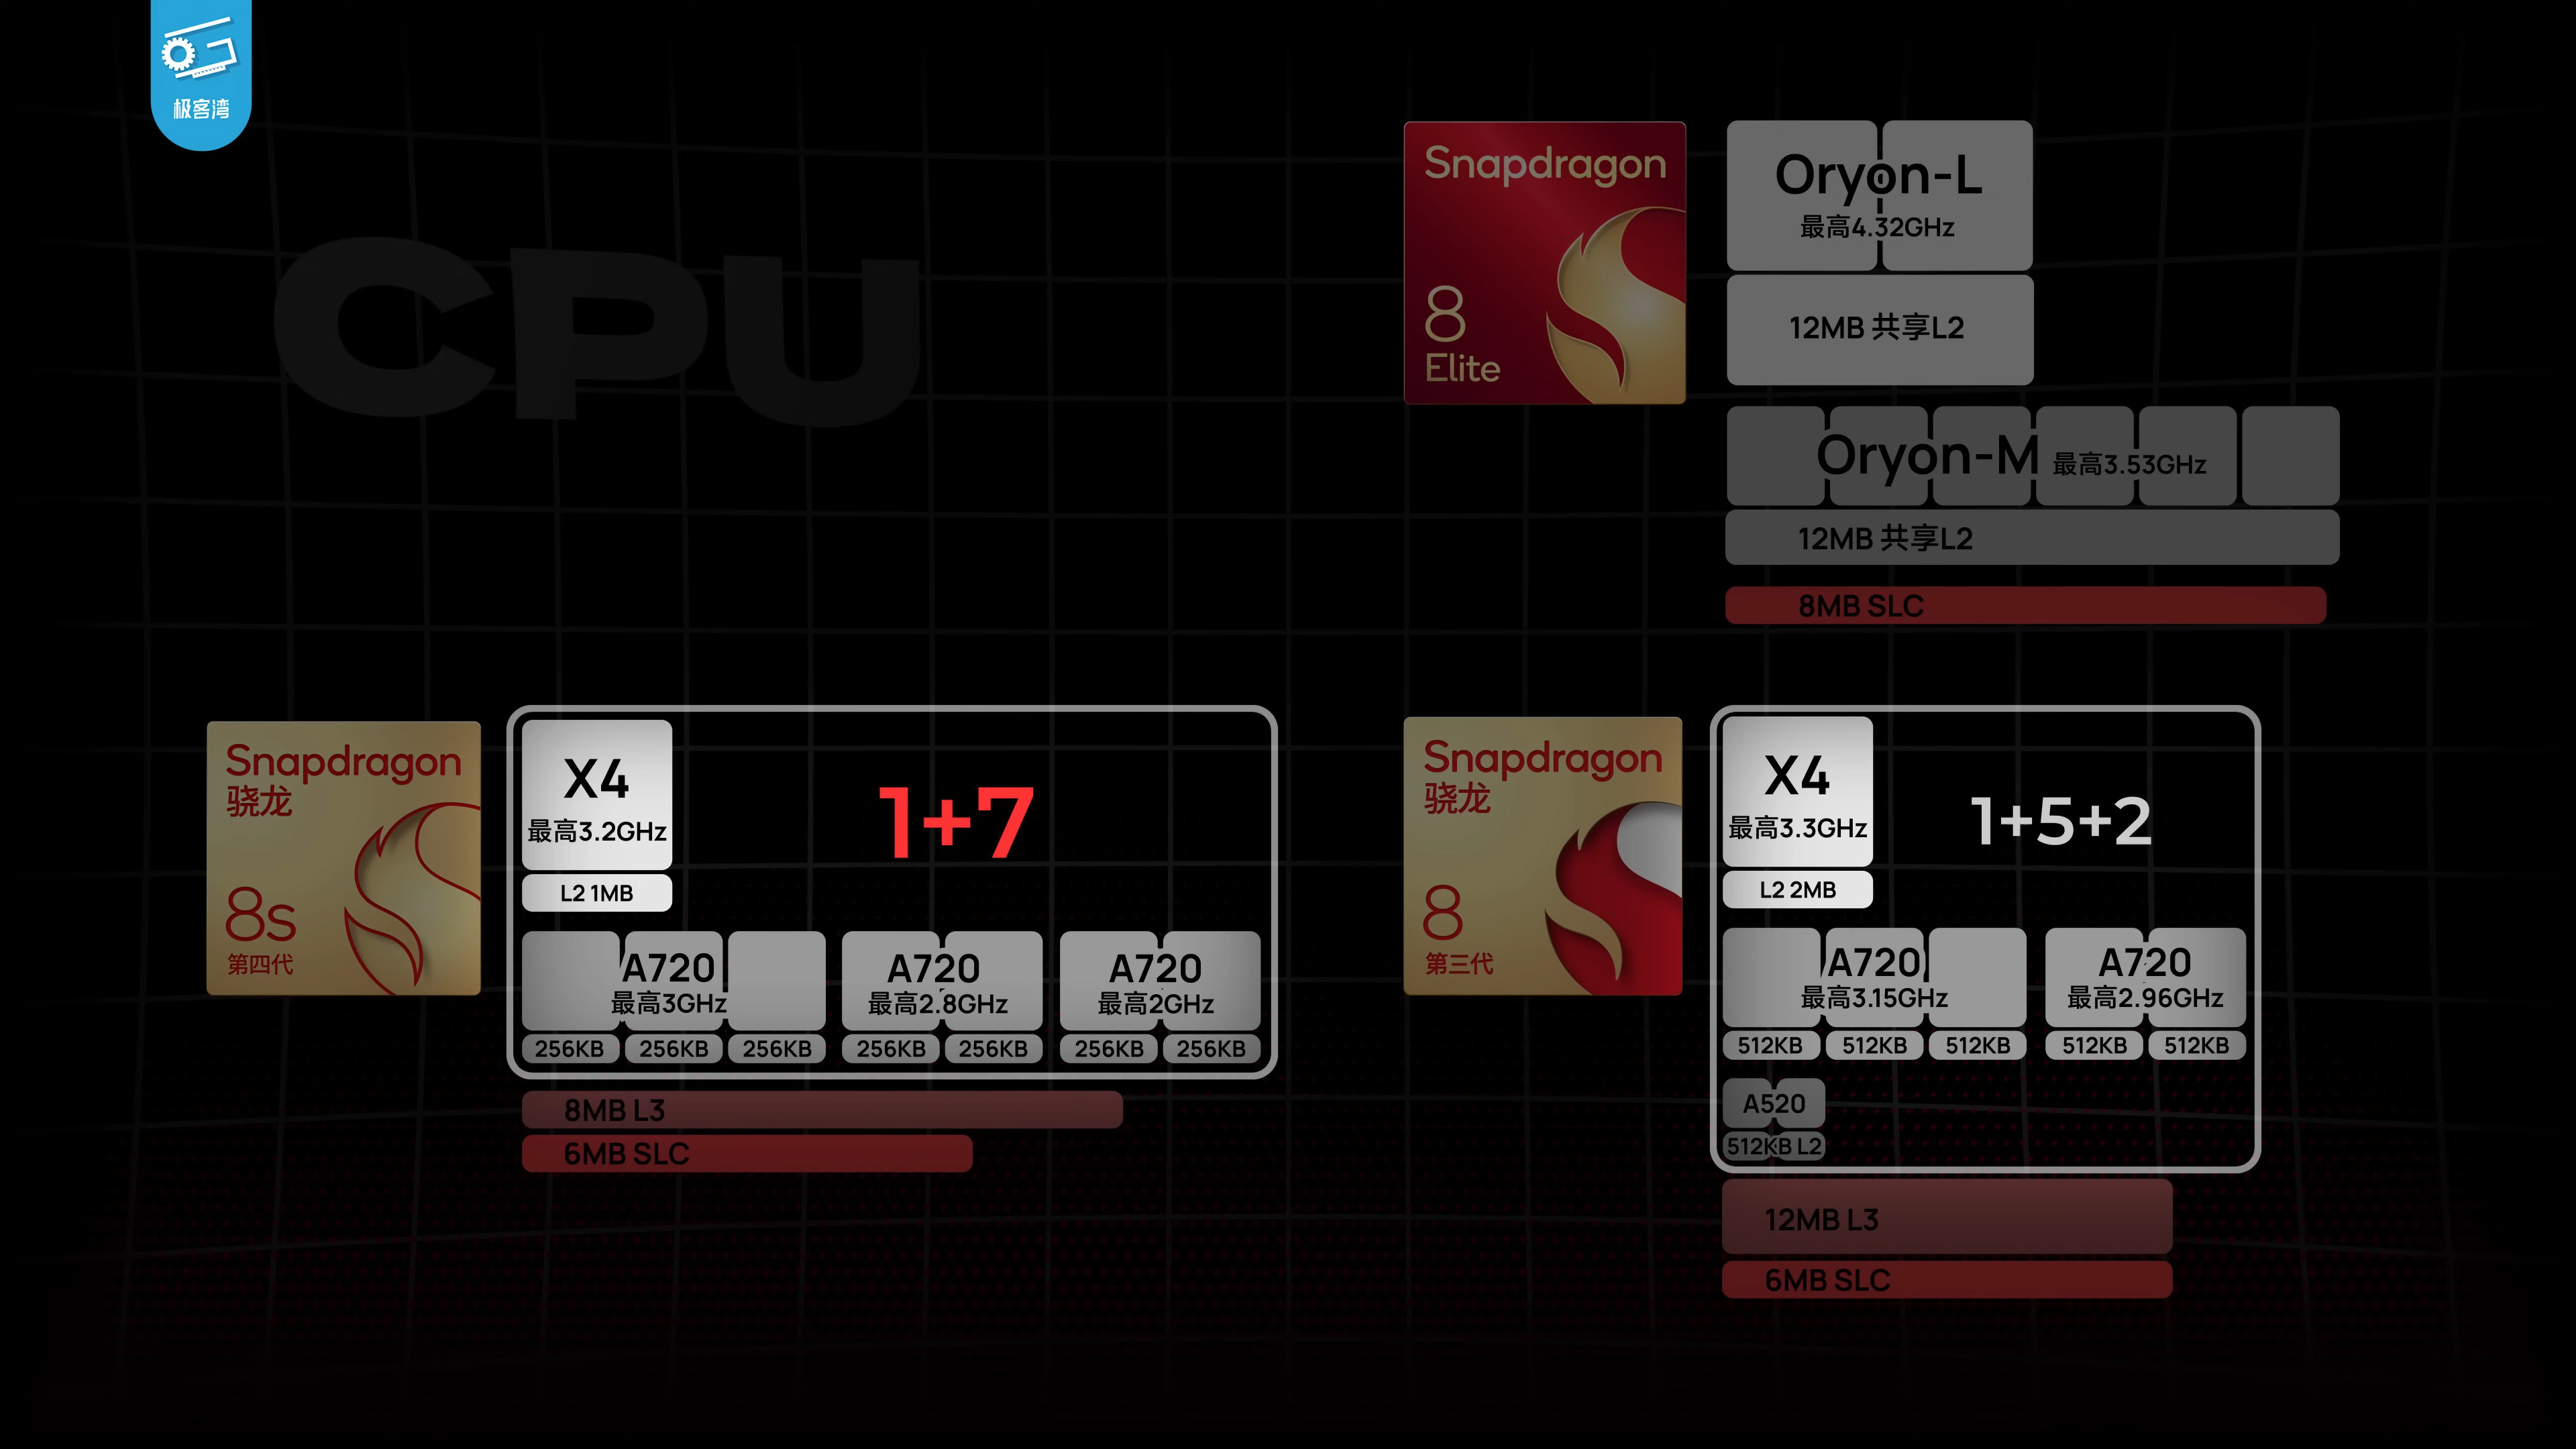 极客湾
CPU
Snapdragon
8
Elite
Oryon-L
最高4.32GHz
12MB 共享L2
Oryon-M 最高3.53GHz
12MB 共享L2
8MB SLC
Snapdragon
骁龙
8s
第四代
X4
最高3.2GHz
L2 1MB
1+7
A720
最高3GHz
A720
最高2.8GHz
A720
最高2GHz
256KB 256KB 256KB 256KB 256KB 256KB 256KB
8MB L3
6MB SLC
Snapdragon
骁龙
8
第三代
X4
最高3.3GHz
L2 2MB
1+5+2
A720
最高3.15GHz
A720
最高2.96GHz
512KB 512KB 512KB 512KB 512KB
A520
512KB L2
12MB L3
6MB SLC